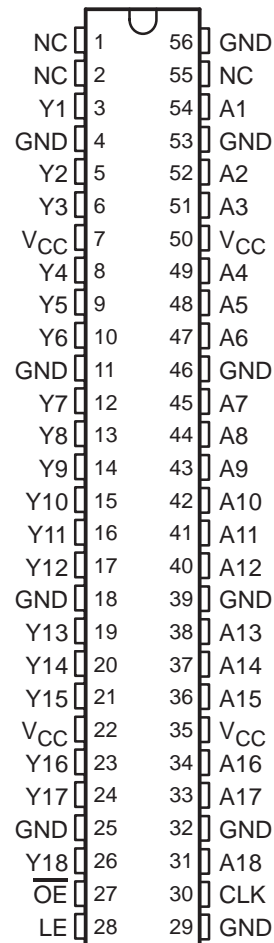 NC 1 56 GND
NC 2 55 NC
Y1 3 54 A1
GND 4 53 GND
Y2 5 52 A2
Y3 6 51 A3
VCC 7 50 VCC
Y4 8 49 A4
Y5 9 48 A5
Y6 10 47 A6
GND 11 46 GND
Y7 12 45 A7
Y8 13 44 A8
Y9 14 43 A9
Y10 15 42 A10
Y11 16 41 A11
Y12 17 40 A12
GND 18 39 GND
Y13 19 38 A13
Y14 20 37 A14
Y15 21 36 A15
VCC 22 35 VCC
Y16 23 34 A16
Y17 24 33 A17
GND 25 32 GND
Y18 26 31 A18
O̅E̅ 27 30 CLK
LE 28 29 GND